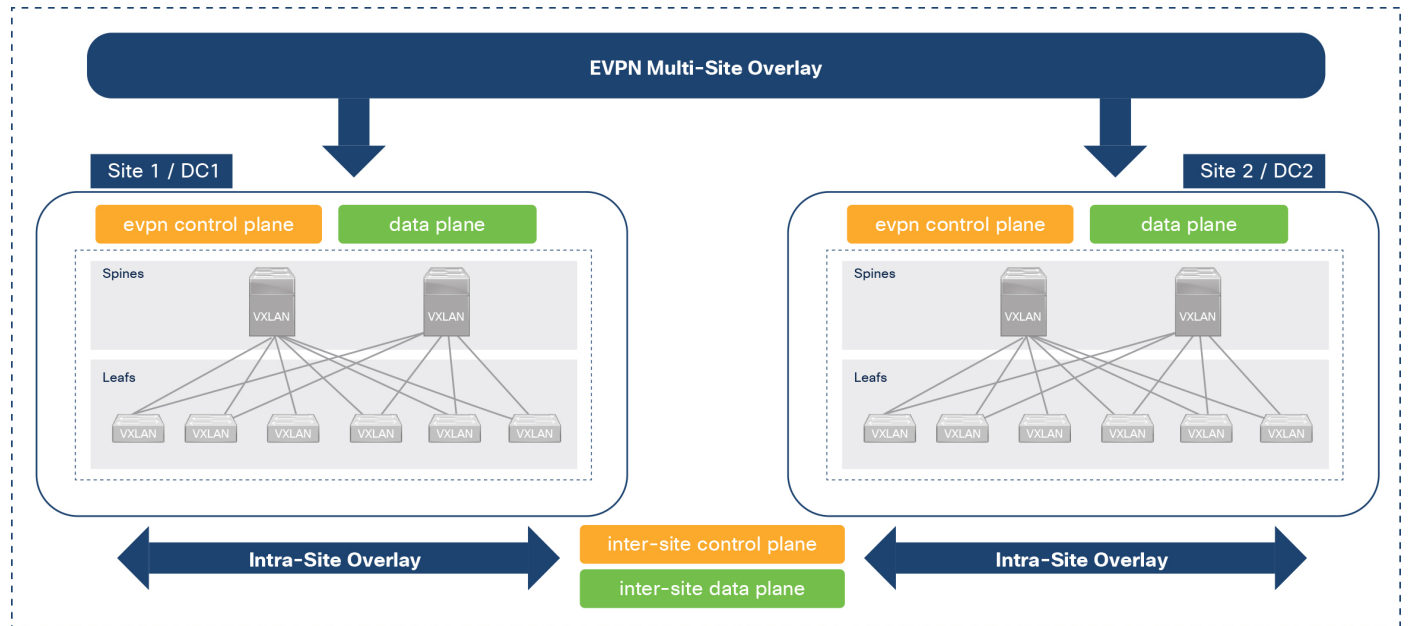 EVPN Multi-Site Overlay
Site 1 / DC1
Site 2 / DC2
evpn control plane
data plane
evpn control plane
data plane
Spines
VXLAN
VXLAN
Spines
VXLAN
VXLAN
Leafs
VXLAN
VXLAN
VXLAN
VXLAN
VXLAN
VXLAN
Leafs
VXLAN
VXLAN
VXLAN
VXLAN
VXLAN
VXLAN
Intra-Site Overlay
inter-site control plane
inter-site data plane
Intra-Site Overlay